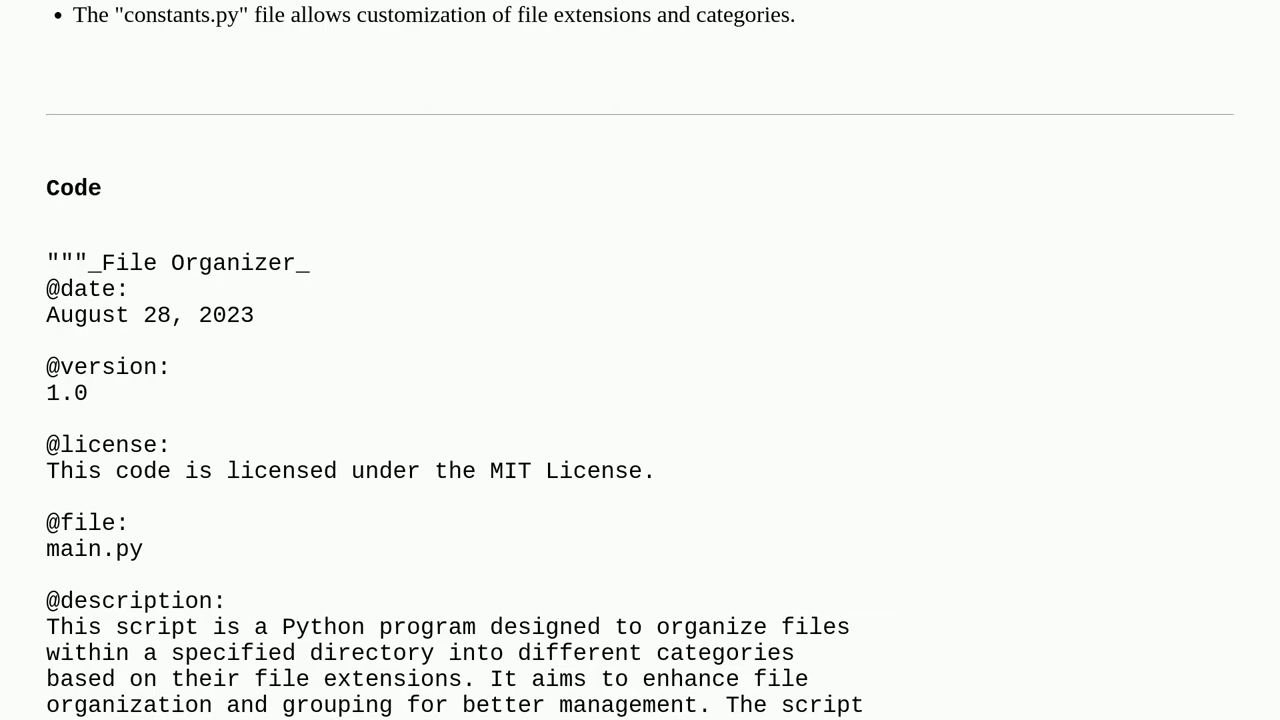 • The "constants.py" file allows customization of file extensions and categories.
Code
"""_File Organizer_
@date:
August 28, 2023
@version:
1.0
@license:
This code is licensed under the MIT License.
@file:
main.py
@description:
This script is a Python program designed to organize files
within a specified directory into different categories
based on their file extensions. It aims to enhance file
organization and grouping for better management. The script